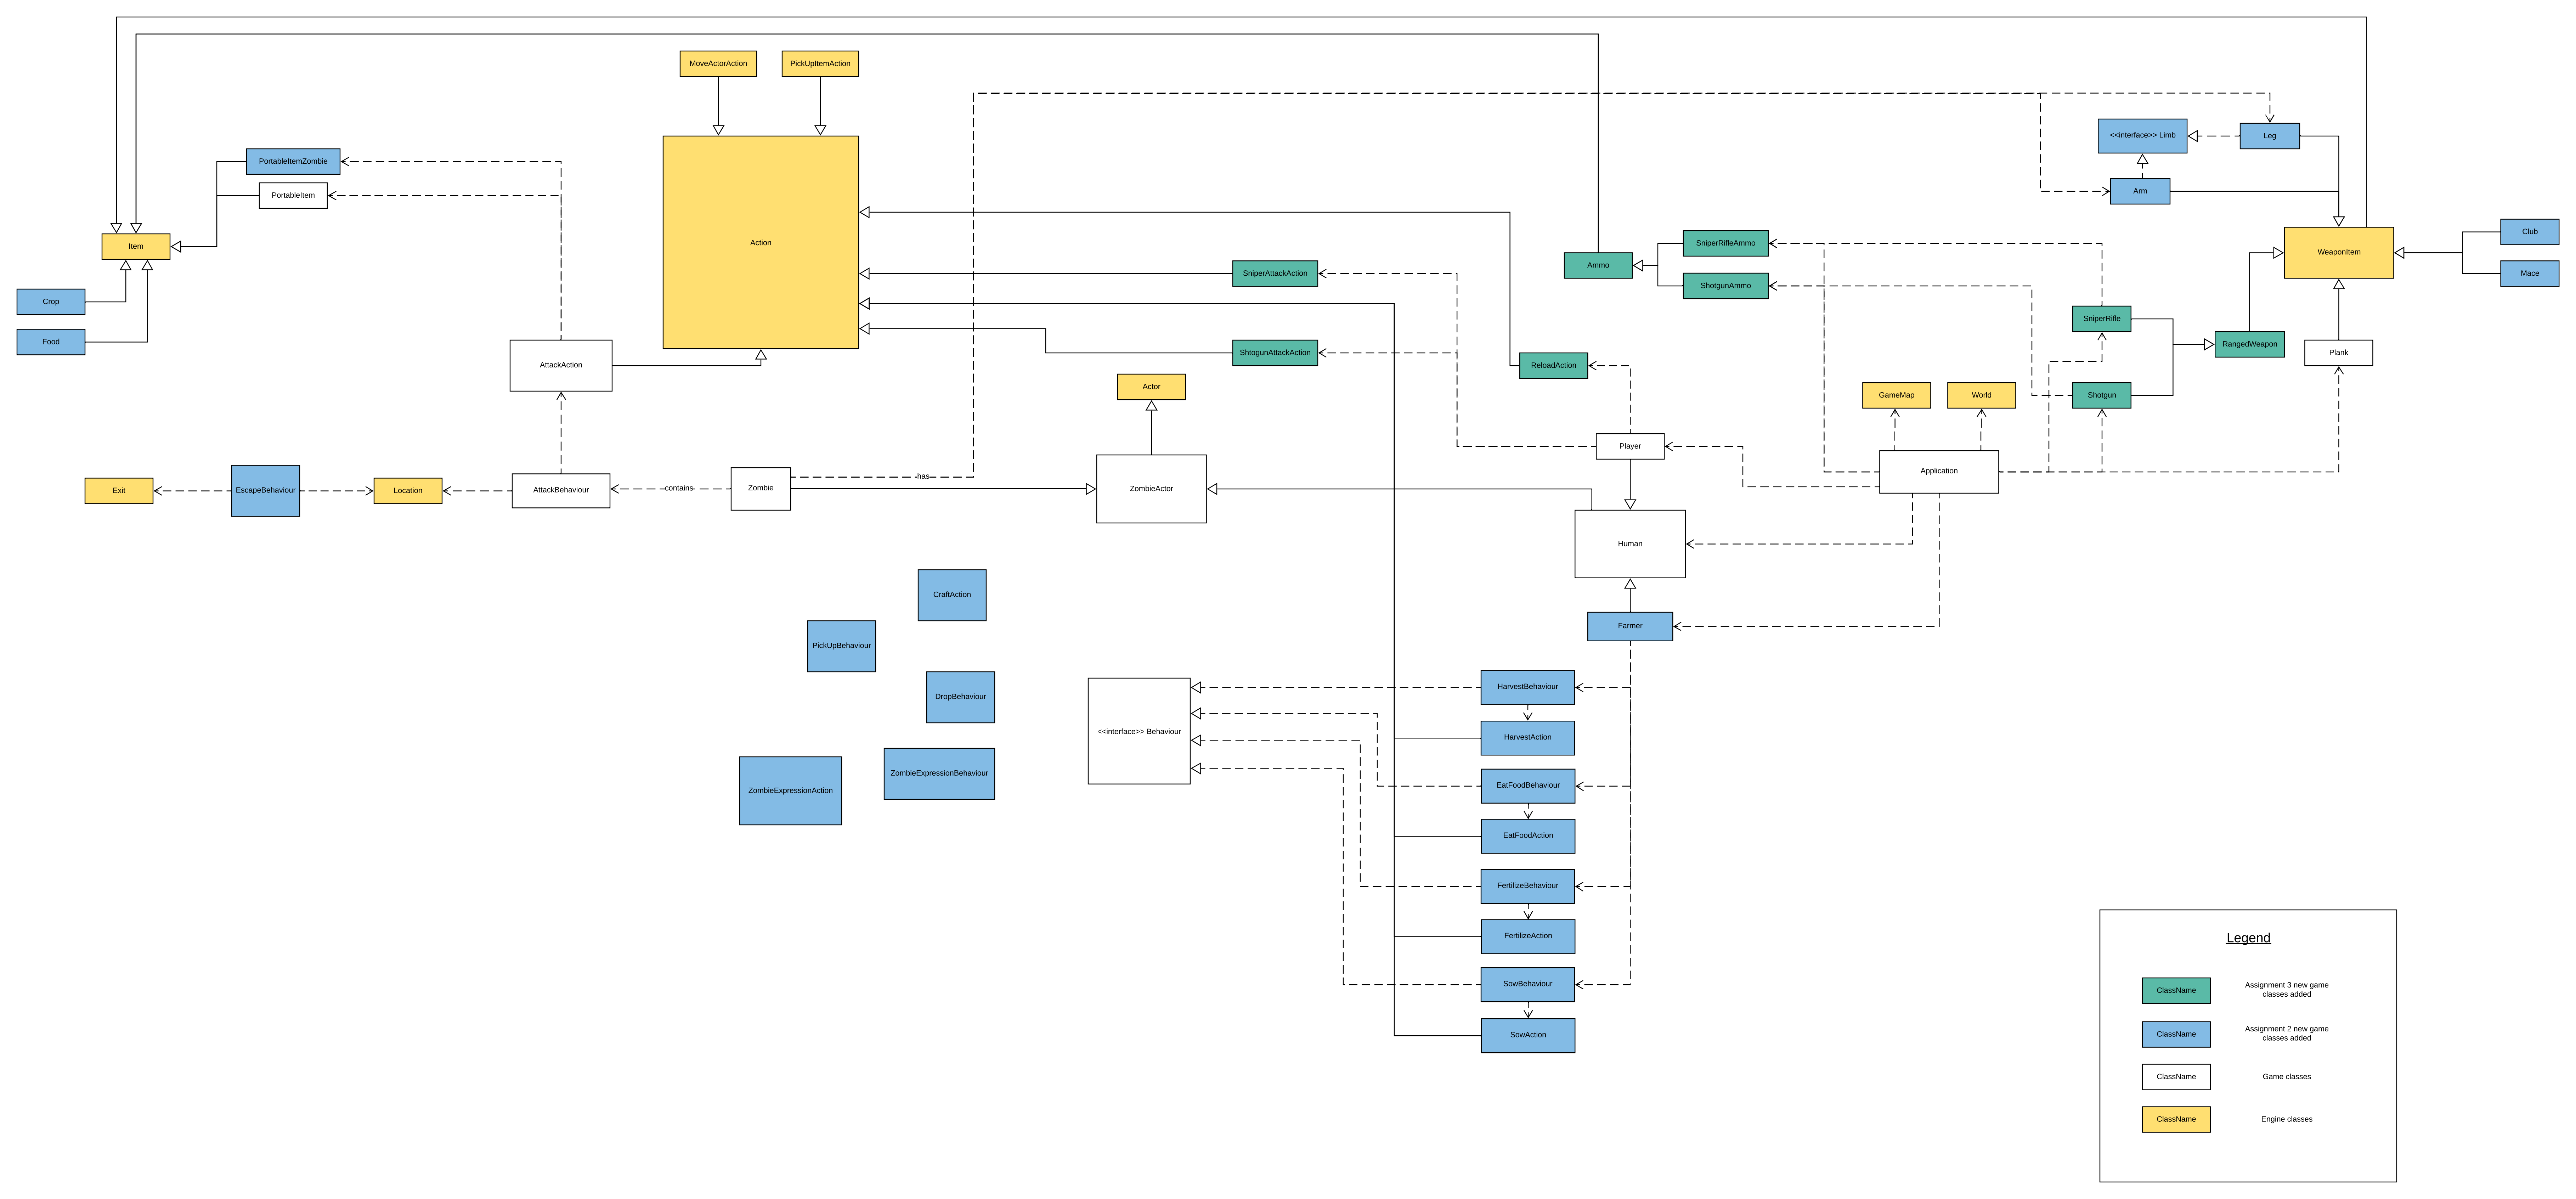 MoveActorAction
PickUpItemAction
PortableItemZombie
PortableItem
Item
Crop
Food
Action
AttackAction
SniperAttackAction
ShtogunAttackAction
Actor
ReloadAction
Ammo
SniperRifleAmmo
ShotgunAmmo
<<interface>> Limb
Leg
Arm
WeaponItem
Club
Mace
SniperRifle
RangedWeapon
Plank
Shotgun
GameMap
World
Player
Application
Exit
EscapeBehaviour
Location
AttackBehaviour
contains
Zombie
has
ZombieActor
Human
Farmer
CraftAction
PickUpBehaviour
DropBehaviour
ZombieExpressionAction
ZombieExpressionBehaviour
<<interface>> Behaviour
HarvestBehaviour
HarvestAction
EatFoodBehaviour
EatFoodAction
FertilizeBehaviour
FertilizeAction
SowBehaviour
SowAction
Legend
ClassName
Assignment 3 new game
classes added
ClassName
Assignment 2 new game
classes added
ClassName
Game classes
ClassName
Engine classes